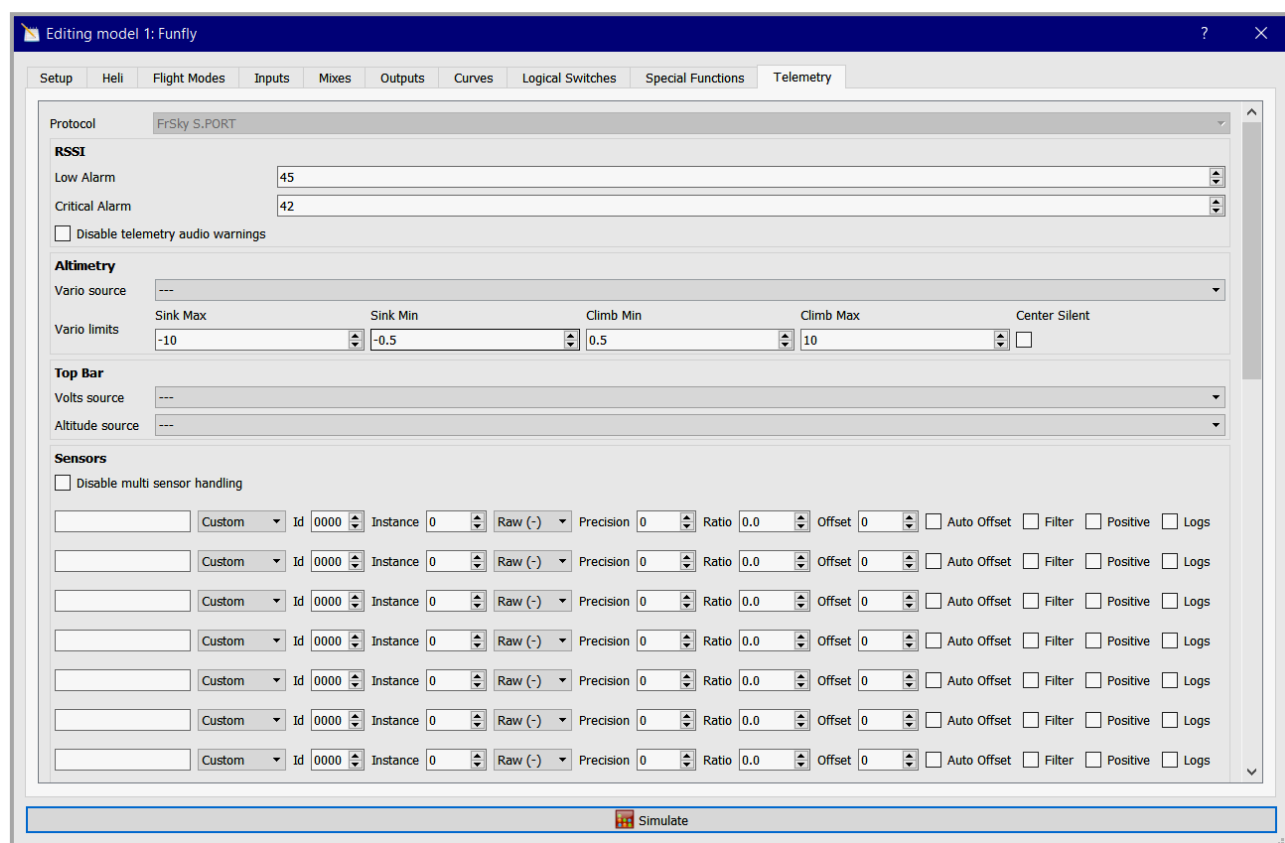 Editing model 1: Funfly ?
Setup Heli Flight Modes Inputs Mixes Outputs Curves Logical Switches Special Functions Telemetry
Protocol FrSky S.PORT
RSSI
Low Alarm 45
Critical Alarm 42
Disable telemetry audio warnings
Altimetry
Vario source ---
Sink Max Sink Min Climb Min Climb Max Center Silent
Vario limits -10 -0.5 0.5 10
Top Bar
Volts source ---
Altitude source ---
Sensors
Disable multi sensor handling
Custom Id 0000 Instance 0 Raw (-) Precision 0 Ratio 0.0 Offset 0 Auto Offset Filter Positive Logs
Custom Id 0000 Instance 0 Raw (-) Precision 0 Ratio 0.0 Offset 0 Auto Offset Filter Positive Logs
Custom Id 0000 Instance 0 Raw (-) Precision 0 Ratio 0.0 Offset 0 Auto Offset Filter Positive Logs
Custom Id 0000 Instance 0 Raw (-) Precision 0 Ratio 0.0 Offset 0 Auto Offset Filter Positive Logs
Custom Id 0000 Instance 0 Raw (-) Precision 0 Ratio 0.0 Offset 0 Auto Offset Filter Positive Logs
Custom Id 0000 Instance 0 Raw (-) Precision 0 Ratio 0.0 Offset 0 Auto Offset Filter Positive Logs
Custom Id 0000 Instance 0 Raw (-) Precision 0 Ratio 0.0 Offset 0 Auto Offset Filter Positive Logs
Simulate